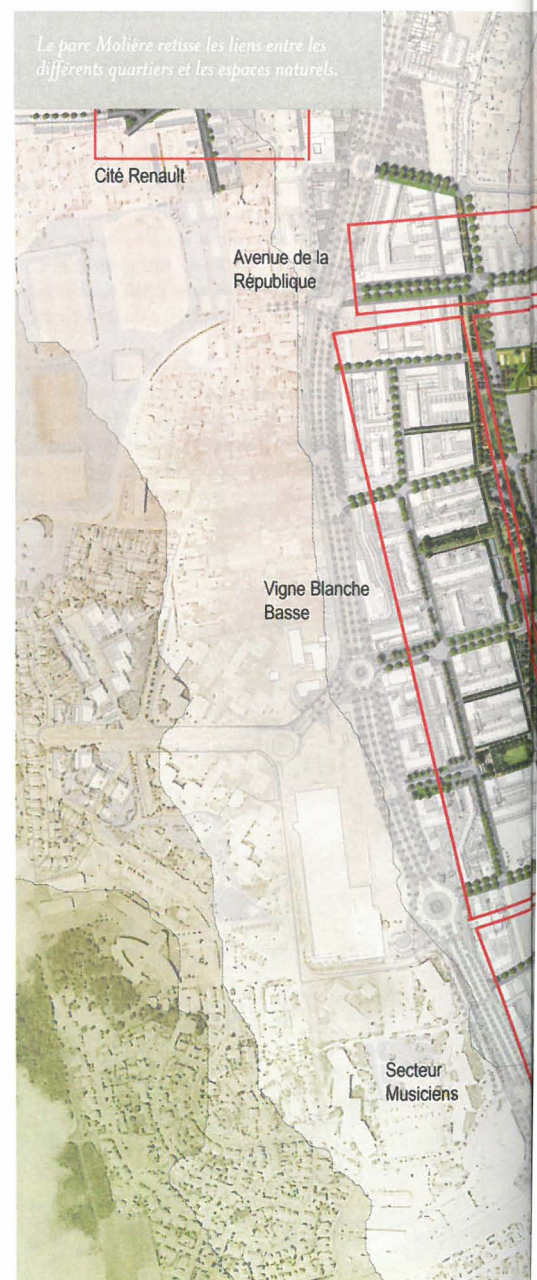 Le parc Molière retisse les liens entre les
différents quartiers et les espaces naturels.
Cité Renault
Avenue de la
République
Vigne Blanche
Basse
Secteur
Musiciens